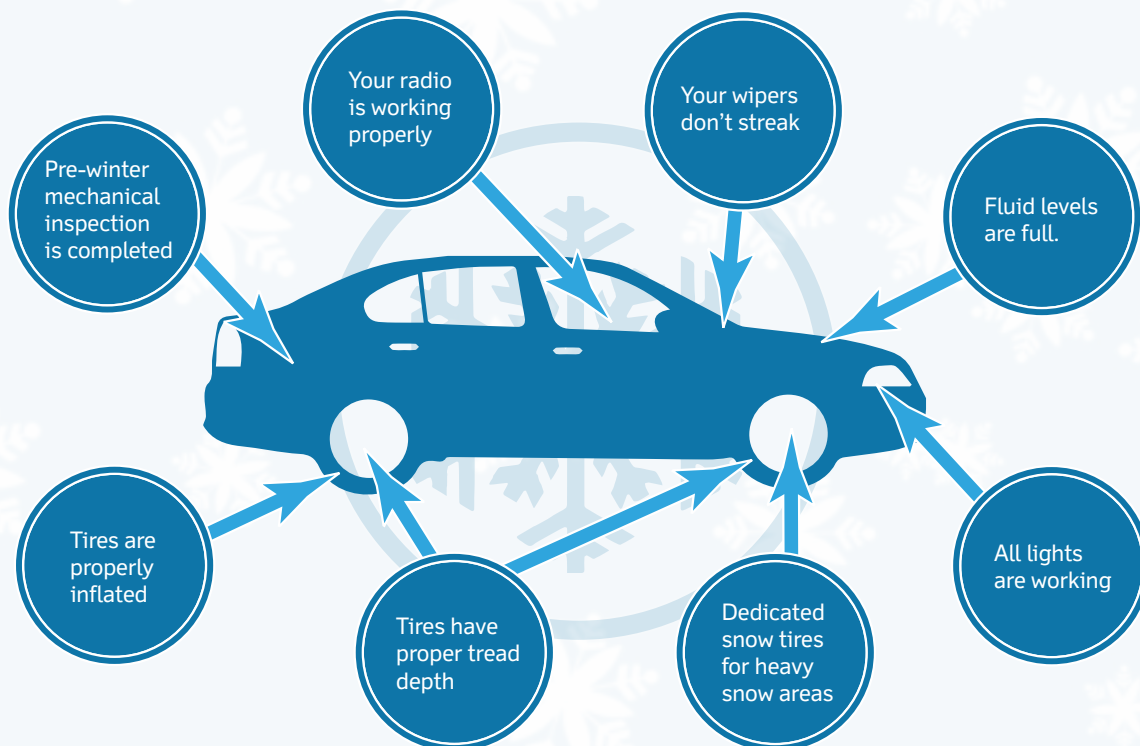 Your radio
is working
properly
Your wipers
don’t streak
Pre-winter
mechanical
inspection
is completed
Fluid levels
are full.
Tires are
properly
inflated
Tires have
proper tread
depth
Dedicated
snow tires
for heavy
snow areas
All lights
are working